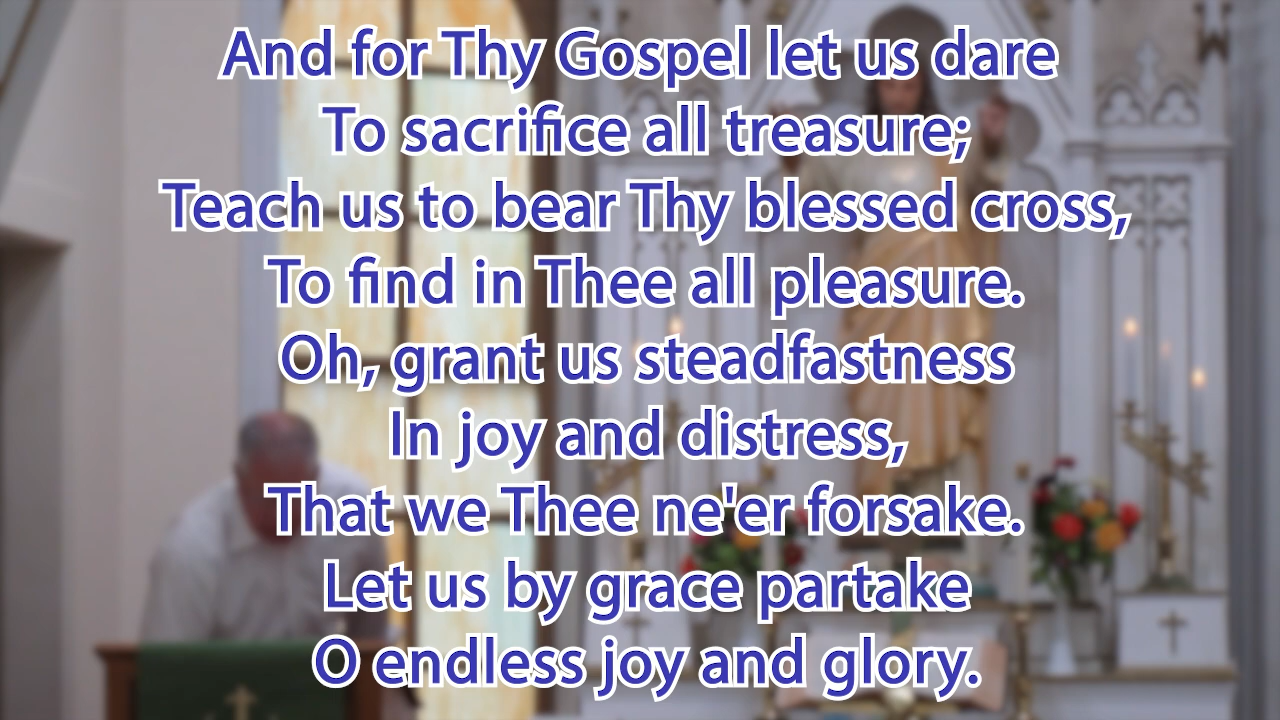 And for Thy Gospel let us dare
To sacrifice all treasure;
Teach us to bear Thy blessed cross,
To find in Thee all pleasure.
Oh, grant us steadfastness
In joy and distress,
That we Thee ne'er forsake.
Let us by grace partake
O endless joy and glory.